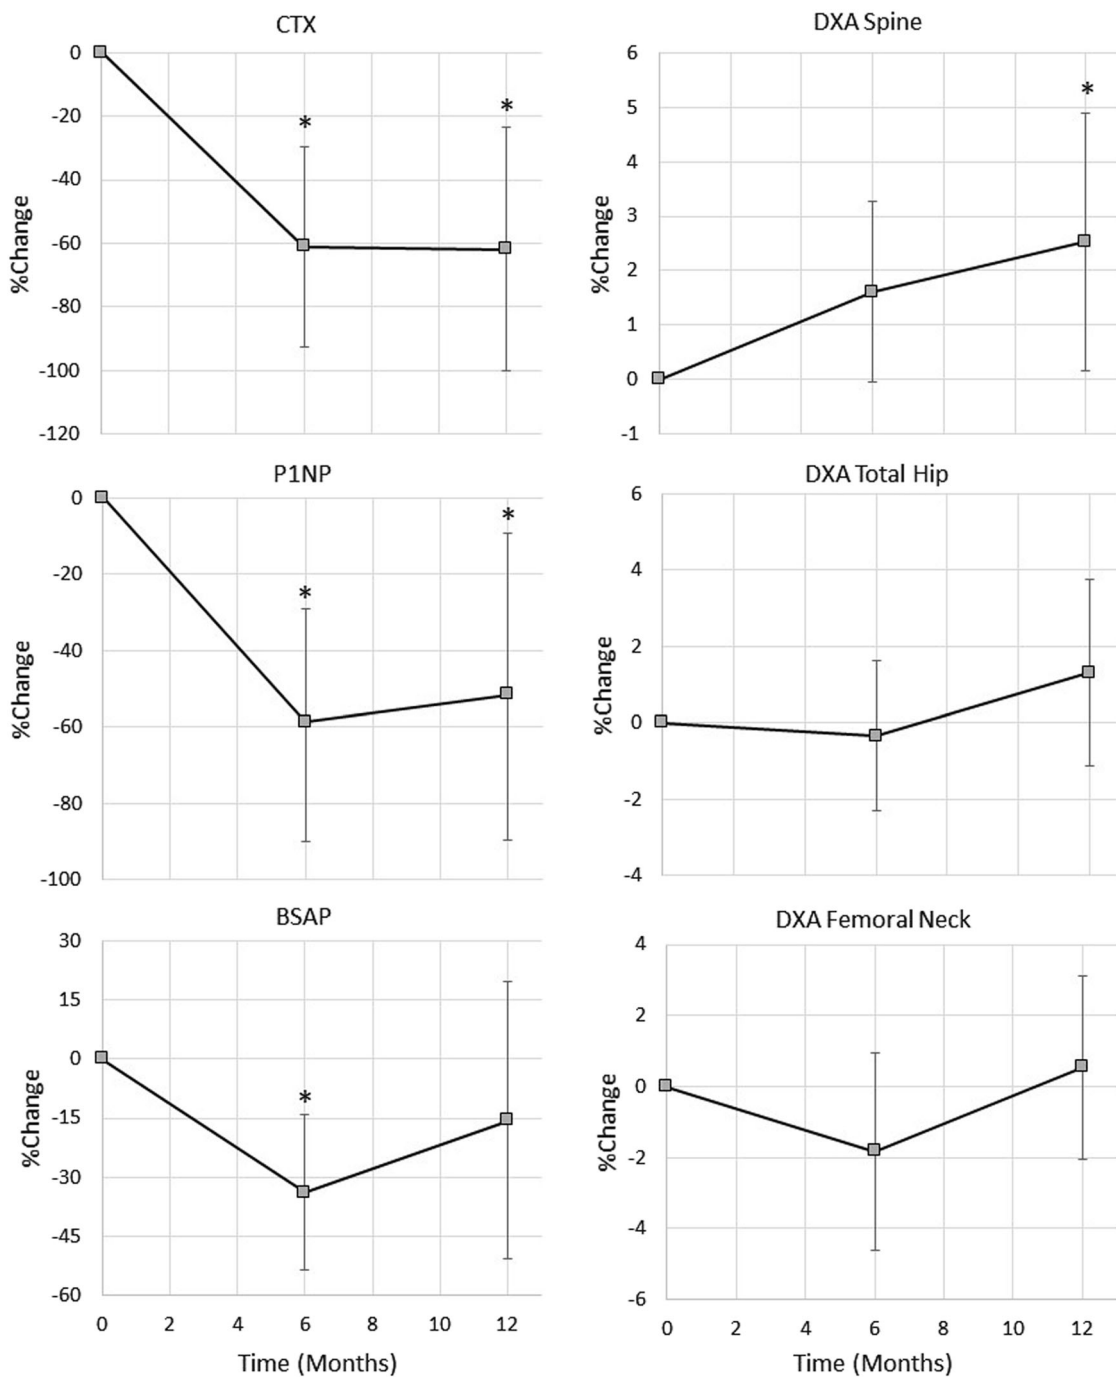 CTX
0
-20
-40
-60
-80
-100
-120
%Change
*
*
DXA Spine
6
5
4
3
2
1
0
-1
%Change
*
P1NP
0
-20
-40
-60
-80
-100
%Change
*
*
DXA Total Hip
6
4
2
0
-2
-4
%Change
BSAP
30
15
0
-15
-30
-45
-60
%Change
*
0 2 4 6 8 10 12
Time (Months)
DXA Femoral Neck
4
2
0
-2
-4
-6
%Change
0 2 4 6 8 10 12
Time (Months)